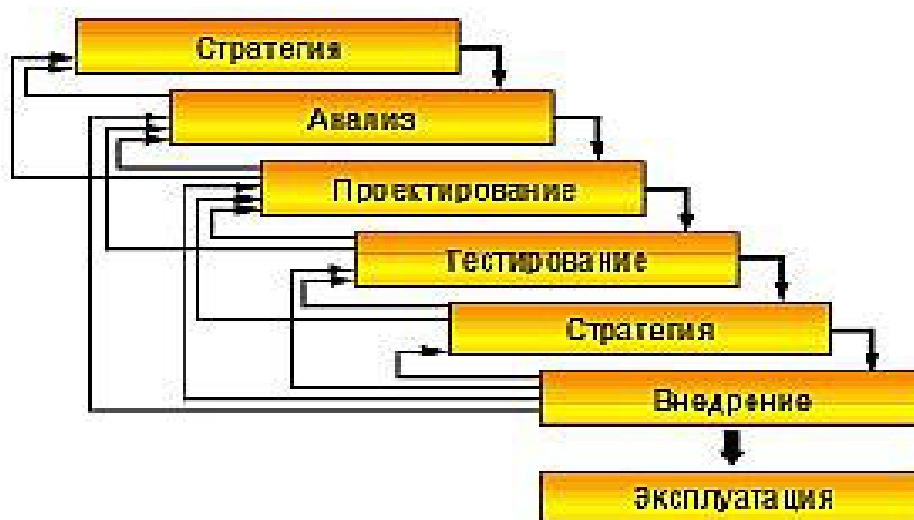 Стратегия
Анализ
Проектирование
Тестирование
Стратегия
Внедрение
Эксплуатация